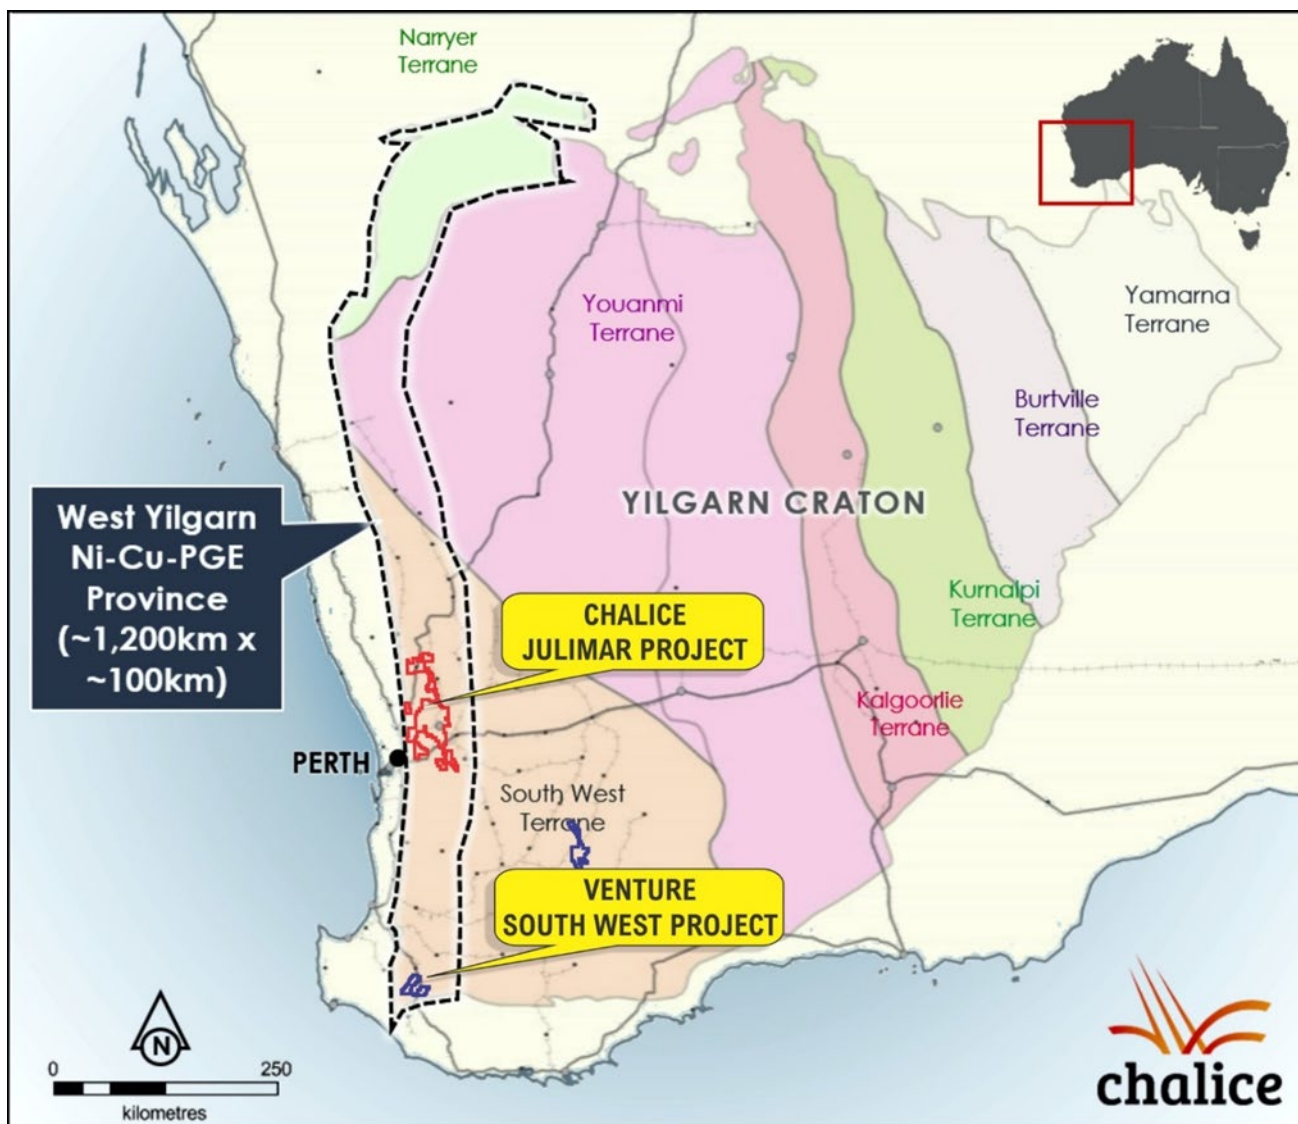 Narryer
Terrane
Youanmi
Terrane
Yamarna
Terrane
Burtville
Terrane
West Yilgarn
Ni-Cu-PGE
Province
(~1,200km x
~100km)
YILGARN CRATON
CHALICE
JULIMAR PROJECT
Kurnalpi
Terrane
Kalgoorlie
Terrane
PERTH
South West
Terrane
VENTURE
SOUTH WEST PROJECT
N
0 250
kilometres
chalice